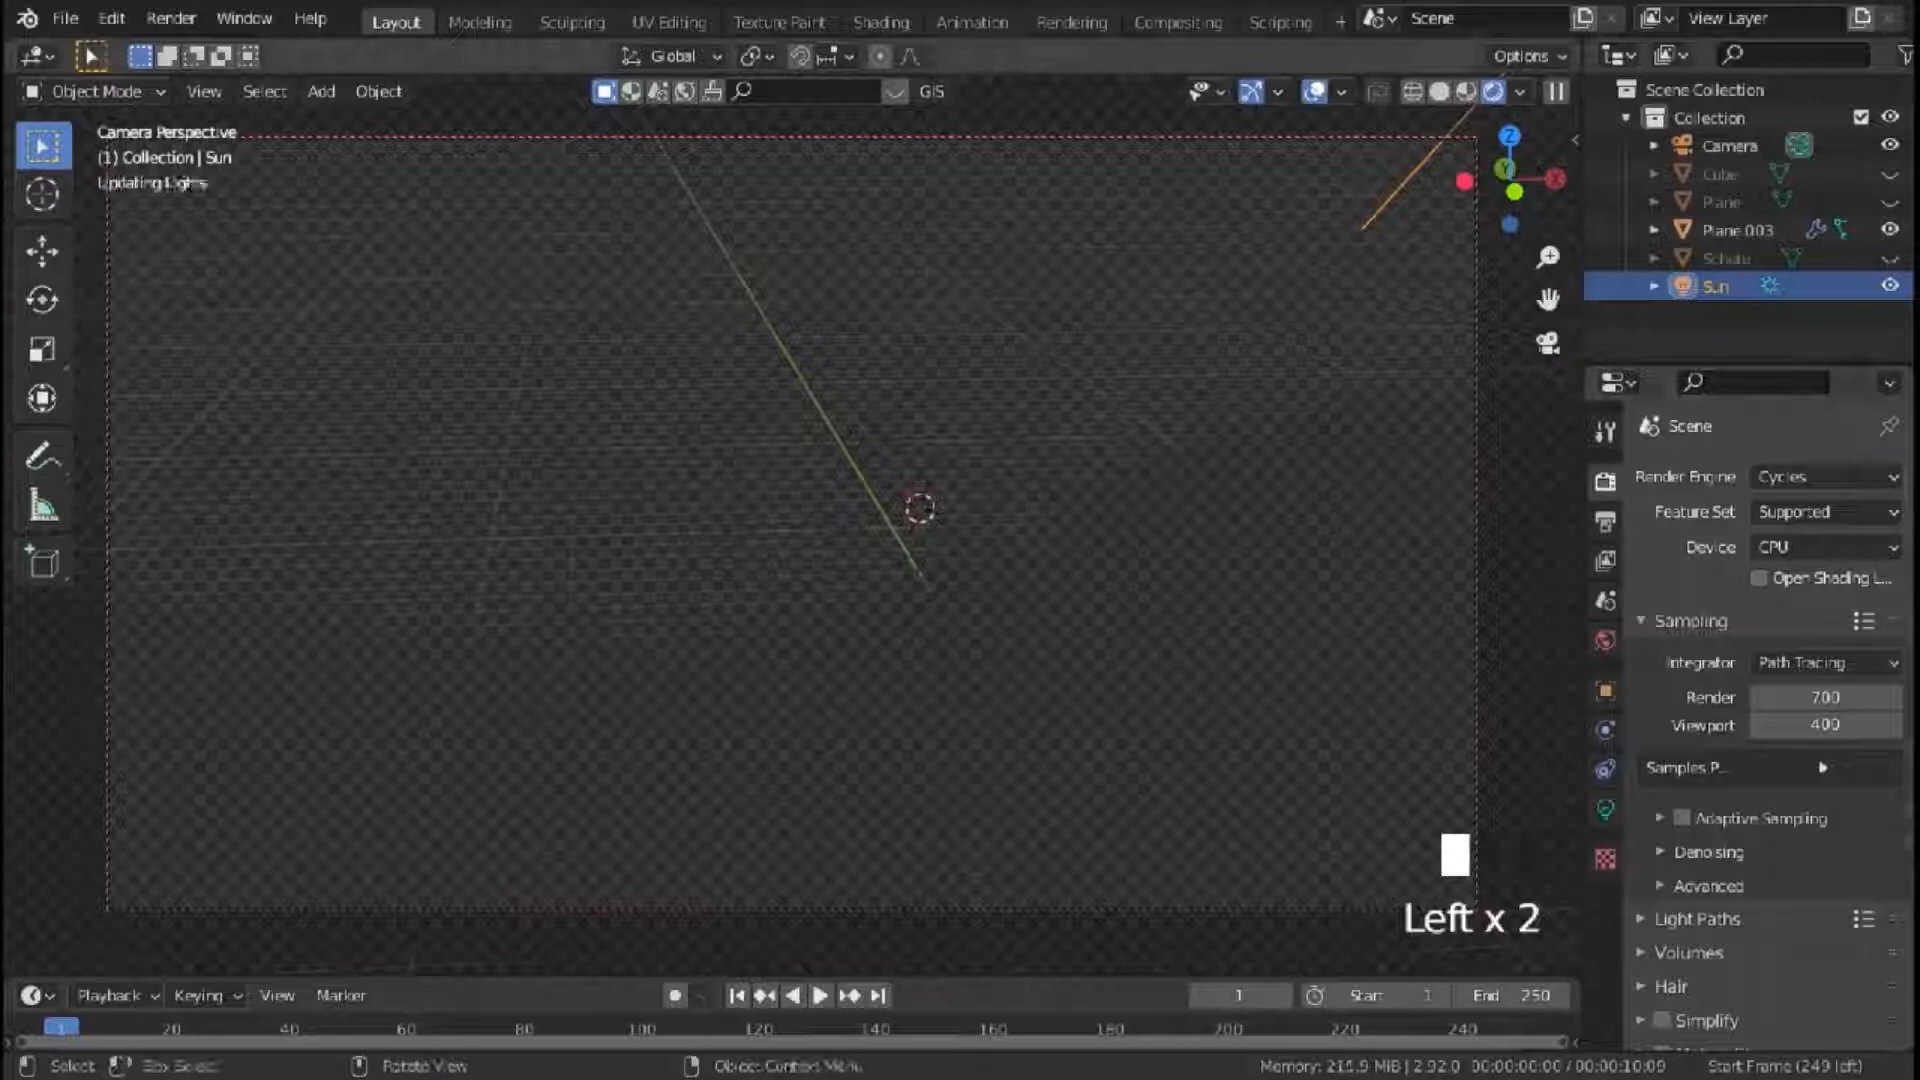 File Edit Render Window Help Layout Modeling Sculpting UV Editing Texture Paint Shading Animation Rendering Compositing Scripting + Scene View Layer
Global Options
Object Mode View Select Add Object GIS
Camera Perspective
(1) Collection | Sun
Updating Lights
Z
X
Scene Collection
Collection
Camera
Cube
Plane
Plane.003
Sun
Scene
Render Engine Cycles
Feature Set Supported
Device CPU
Open Shading L...
Sampling
Integrator Path Tracing
Render 700
Viewport 400
Samples P...
Adaptive Sampling
Denoising
Advanced
Light Paths
Volumes
Hair
Simplify
Left x 2
Playback Keying View Marker 1 Start 1 End 250
1 20 40 60 80 100 120 140 160 180 200 220 240
Select Box Select Rotate View Object Context Menu Memory: 215.9 MiB | 2.92.0 00:00:00:00 / 00:00:10:09 Start Frame (249 left)